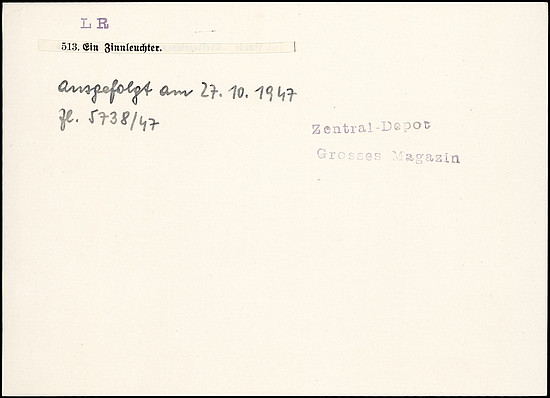 LR
513. Ein Zinnleuchter.
ausgefolgt am 27. 10. 1947
Zl. 5738/47
Zentral-Depot
Grosses Magazin